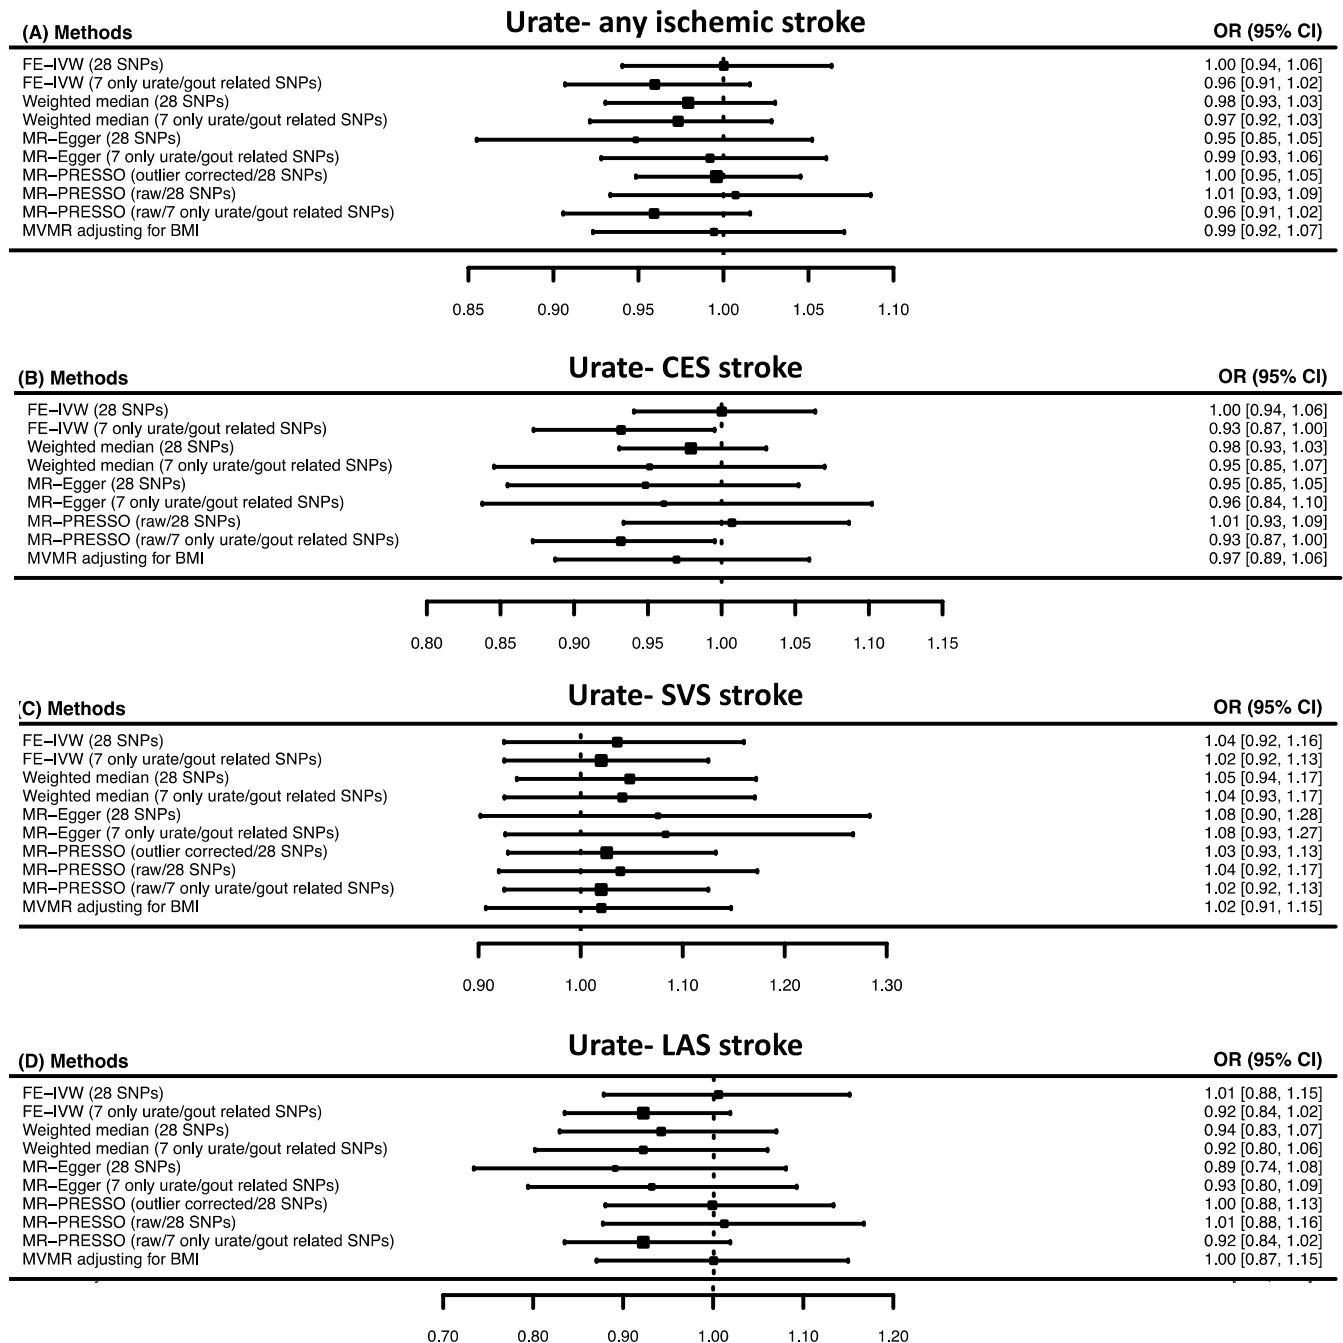 Urate- any ischemic stroke
(A) Methods OR (95% CI)
FE−IVW (28 SNPs) 1.00 [0.94, 1.06]
FE−IVW (7 only urate/gout related SNPs) 0.96 [0.91, 1.02]
Weighted median (28 SNPs) 0.98 [0.93, 1.03]
Weighted median (7 only urate/gout related SNPs) 0.97 [0.92, 1.03]
MR−Egger (28 SNPs) 0.95 [0.85, 1.05]
MR−Egger (7 only urate/gout related SNPs) 0.99 [0.93, 1.06]
MR−PRESSO (outlier corrected/28 SNPs) 1.00 [0.95, 1.05]
MR−PRESSO (raw/28 SNPs) 1.01 [0.93, 1.09]
MR−PRESSO (raw/7 only urate/gout related SNPs) 0.96 [0.91, 1.02]
MVMR adjusting for BMI 0.99 [0.92, 1.07]
0.85 0.90 0.95 1.00 1.05 1.10
Urate- CES stroke
(B) Methods OR (95% CI)
FE−IVW (28 SNPs) 1.00 [0.94, 1.06]
FE−IVW (7 only urate/gout related SNPs) 0.93 [0.87, 1.00]
Weighted median (28 SNPs) 0.98 [0.93, 1.03]
Weighted median (7 only urate/gout related SNPs) 0.95 [0.85, 1.07]
MR−Egger (28 SNPs) 0.95 [0.85, 1.05]
MR−Egger (7 only urate/gout related SNPs) 0.96 [0.84, 1.10]
MR−PRESSO (raw/28 SNPs) 1.01 [0.93, 1.09]
MR−PRESSO (raw/7 only urate/gout related SNPs) 0.93 [0.87, 1.00]
MVMR adjusting for BMI 0.97 [0.89, 1.06]
0.80 0.85 0.90 0.95 1.00 1.05 1.10 1.15
Urate- SVS stroke
(C) Methods OR (95% CI)
FE−IVW (28 SNPs) 1.04 [0.92, 1.16]
FE−IVW (7 only urate/gout related SNPs) 1.02 [0.92, 1.13]
Weighted median (28 SNPs) 1.05 [0.94, 1.17]
Weighted median (7 only urate/gout related SNPs) 1.04 [0.93, 1.17]
MR−Egger (28 SNPs) 1.08 [0.90, 1.28]
MR−Egger (7 only urate/gout related SNPs) 1.08 [0.93, 1.27]
MR−PRESSO (outlier corrected/28 SNPs) 1.03 [0.93, 1.13]
MR−PRESSO (raw/28 SNPs) 1.04 [0.92, 1.17]
MR−PRESSO (raw/7 only urate/gout related SNPs) 1.02 [0.92, 1.13]
MVMR adjusting for BMI 1.02 [0.91, 1.15]
0.90 1.00 1.10 1.20 1.30
Urate- LAS stroke
(D) Methods OR (95% CI)
FE−IVW (28 SNPs) 1.01 [0.88, 1.15]
FE−IVW (7 only urate/gout related SNPs) 0.92 [0.84, 1.02]
Weighted median (28 SNPs) 0.94 [0.83, 1.07]
Weighted median (7 only urate/gout related SNPs) 0.92 [0.80, 1.06]
MR−Egger (28 SNPs) 0.89 [0.74, 1.08]
MR−Egger (7 only urate/gout related SNPs) 0.93 [0.80, 1.09]
MR−PRESSO (outlier corrected/28 SNPs) 1.00 [0.88, 1.13]
MR−PRESSO (raw/28 SNPs) 1.01 [0.88, 1.16]
MR−PRESSO (raw/7 only urate/gout related SNPs) 0.92 [0.84, 1.02]
MVMR adjusting for BMI 1.00 [0.87, 1.15]
0.70 0.80 0.90 1.00 1.10 1.20